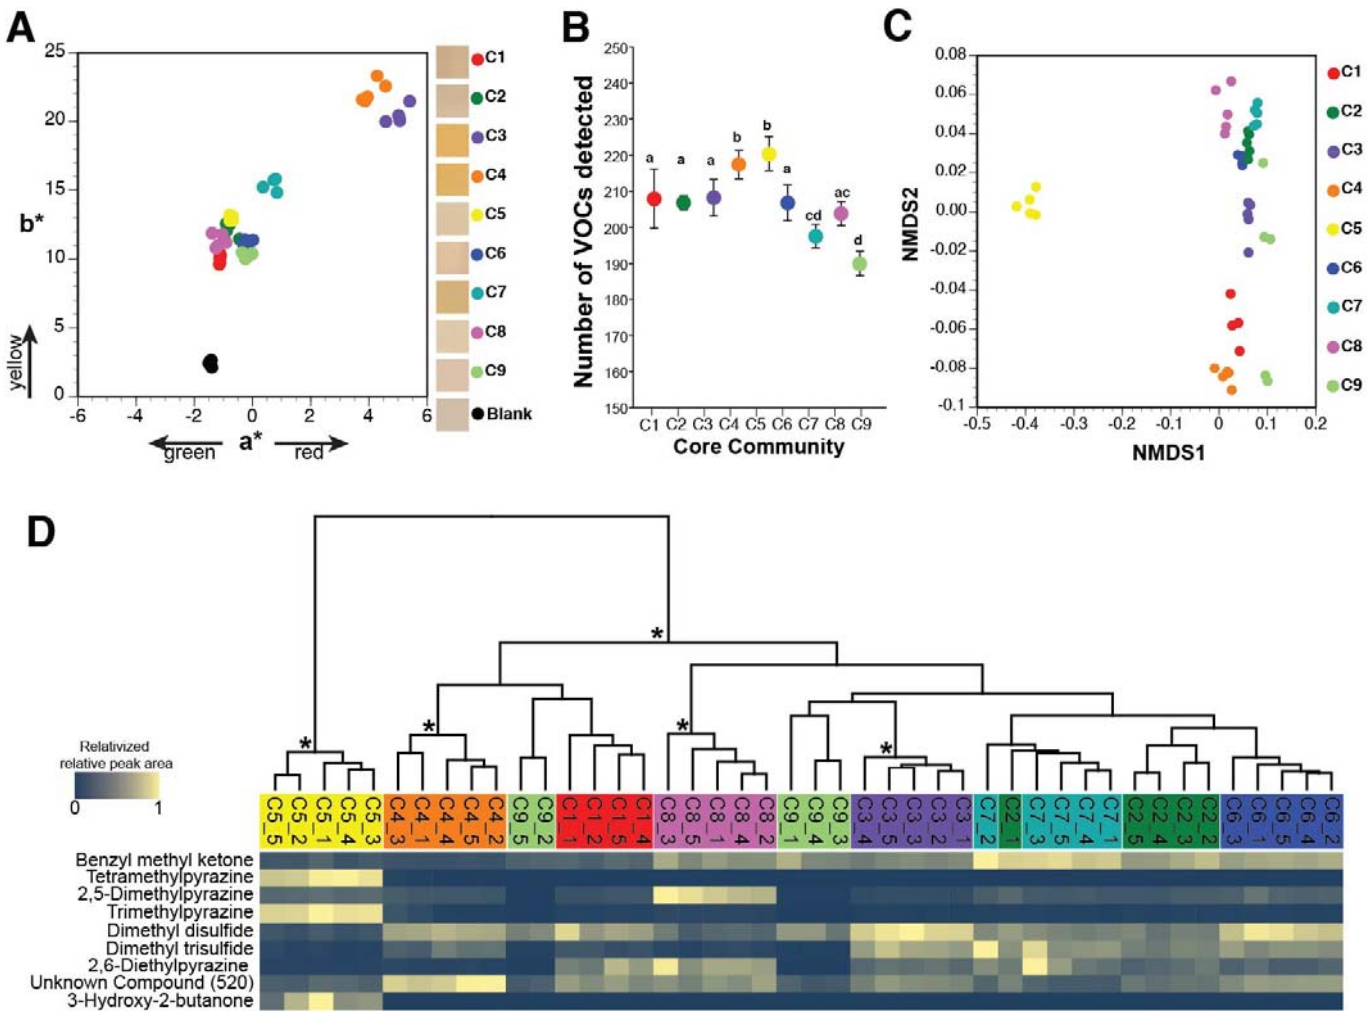 A
25
20
15
10
5
0
b*
yellow
-6 -4 -2 0 2 4 6
green a* red
C1
C2
C3
C4
C5
C6
C7
C8
C9
Blank
B
250
240
230
220
210
200
190
180
170
160
150
Number of VOCs detected
a a a b b a cd ac d
C1 C2 C3 C4 C5 C6 C7 C8 C9
Core Community
C
0.08
0.06
0.04
0.02
0.00
-0.02
-0.04
-0.06
-0.08
-0.1
NMDS2
-0.5 -0.4 -0.3 -0.2 -0.1 0 0.1 0.2
NMDS1
C1
C2
C3
C4
C5
C6
C7
C8
C9
D
*
*
*
*
*
Relativized
relative peak area
0 1
C5_5 C5_2 C5_1 C5_4 C5_3 C4_3 C4_1 C4_4 C4_5 C4_2 C9_5 C9_2 C1_1 C1_2 C1_5 C1_4 C8_3 C8_5 C8_1 C8_4 C8_2 C9_1 C9_4 C9_3 C3_4 C3_5 C3_3 C3_2 C3_1 C7_2 C2_1 C7_3 C7_5 C7_4 C7_1 C2_5 C2_4 C2_3 C2_2 C6_3 C6_1 C6_5 C6_4 C6_2
Benzyl methyl ketone
Tetramethylpyrazine
2,5-Dimethylpyrazine
Trimethylpyrazine
Dimethyl disulfide
Dimethyl trisulfide
2,6-Diethylpyrazine
Unknown Compound (520)
3-Hydroxy-2-butanone